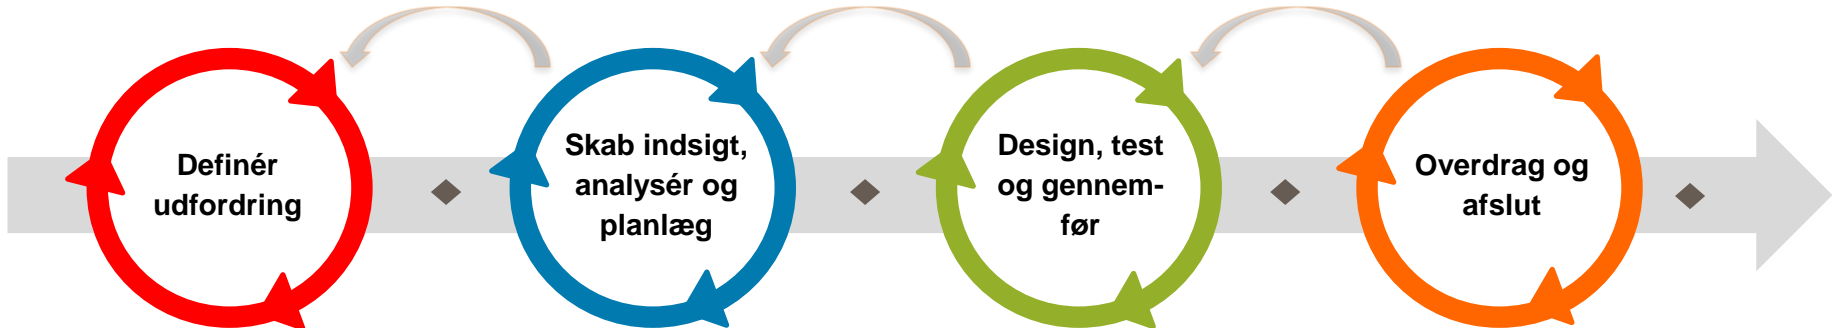 Definér
udfordring
Skab indsigt,
analysér og
planlæg
Design, test
og gennem-
før
Overdrag og
afslut